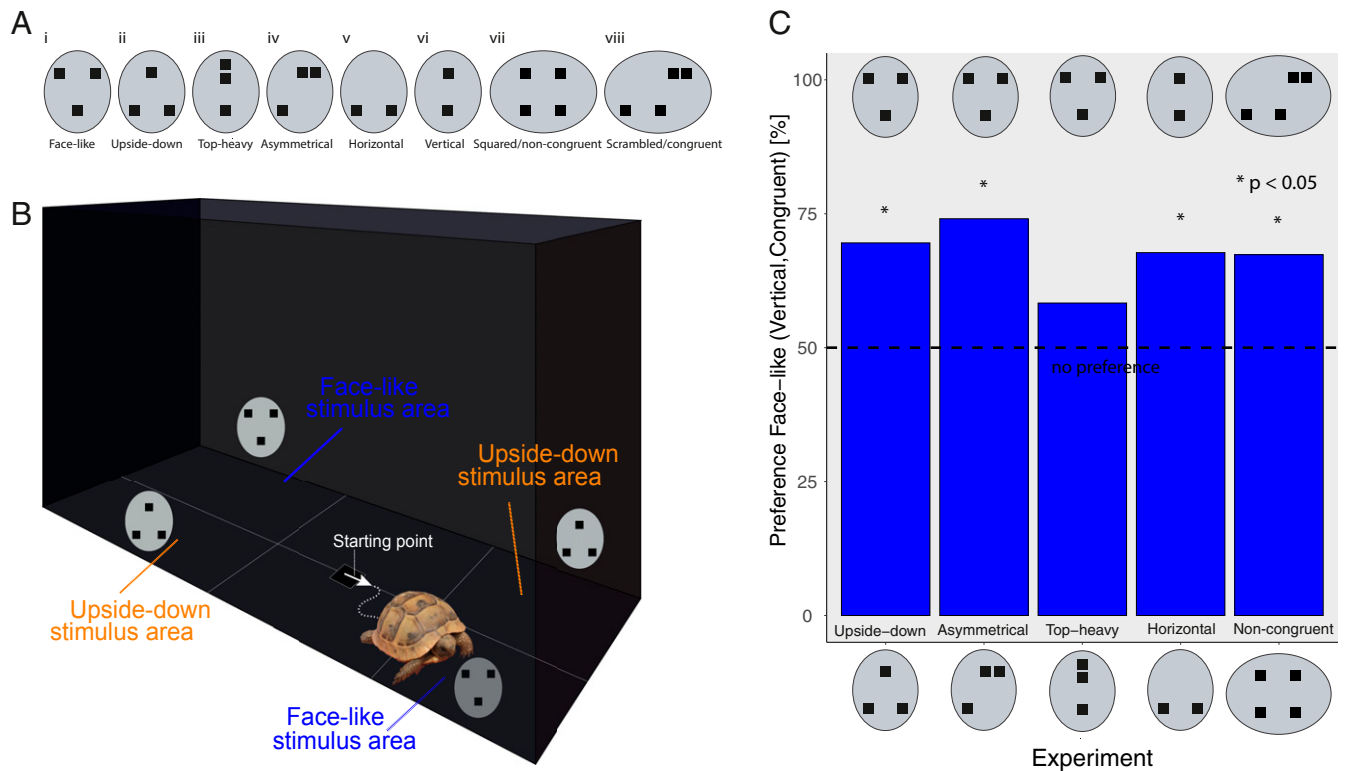 A
i ii iii iv v vi vii viii
Face-like Upside-down Top-heavy Asymmetrical Horizontal Vertical Squared/non-congruent Scrambled/congruent
B
Face-like
stimulus area
Upside-down
stimulus area
Starting point
Upside-down
stimulus area
Face-like
stimulus area
C
Preference Face-like (Vertical,Congruent) [%]
100
75
50
25
0
* p < 0.05
*
*
*
*
no preference
Upside-down Asymmetrical Top-heavy Horizontal Non-congruent
Experiment